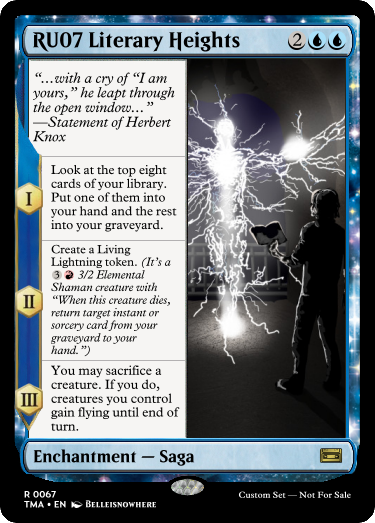 RU07 Literary Heights 2
“…with a cry of “I am
yours,” he leapt through
the open window…”
—Statement of Herbert
Knox
I
Look at the top eight
cards of your library.
Put one of them into
your hand and the rest
into your graveyard.
II
Create a Living
Lightning token. (It's a
3 3/2 Elemental
Shaman creature with
“When this creature dies,
return target instant or
sorcery card from your
graveyard to your
hand.”)
III
You may sacrifice a
creature. If you do,
creatures you control
gain flying until end of
turn.
Enchantment — Saga
R 0067
TMA • EN BELLEISNOWHERE
Custom Set — Not For Sale